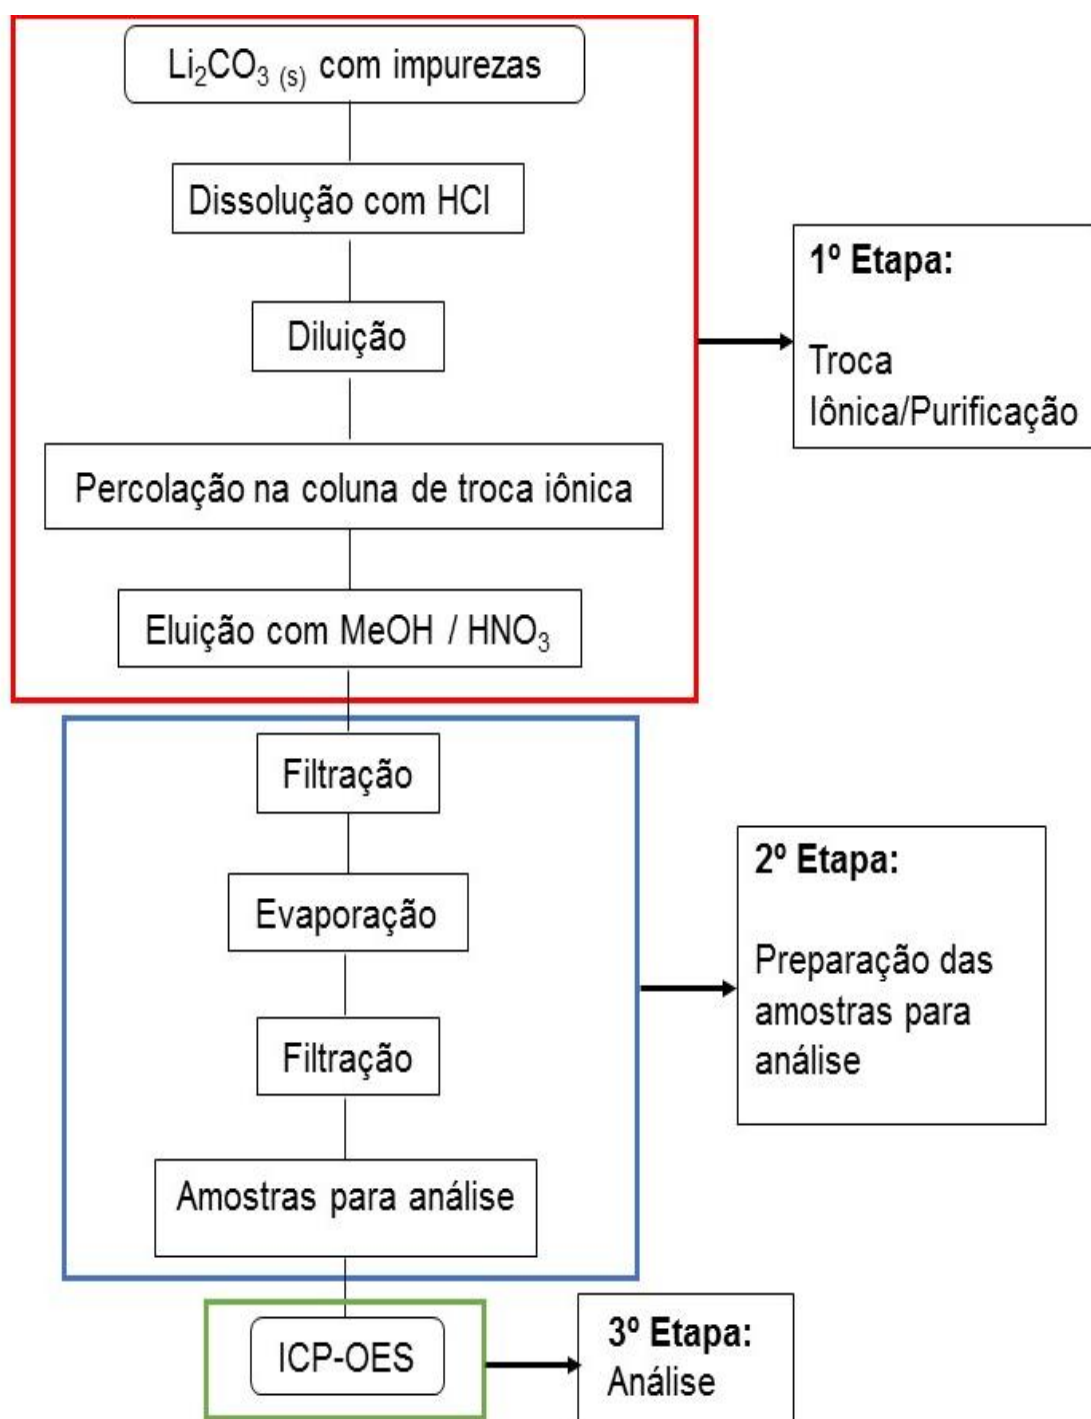 Li₂CO₃ (s) com impurezas
Dissolução com HCl
Diluição
Percolação na coluna de troca iônica
Eluição com MeOH / HNO₃
1º Etapa:
Troca
Iônica/Purificação
Filtração
Evaporação
Filtração
Amostras para análise
2º Etapa:
Preparação das
amostras para
análise
ICP-OES
3º Etapa:
Análise